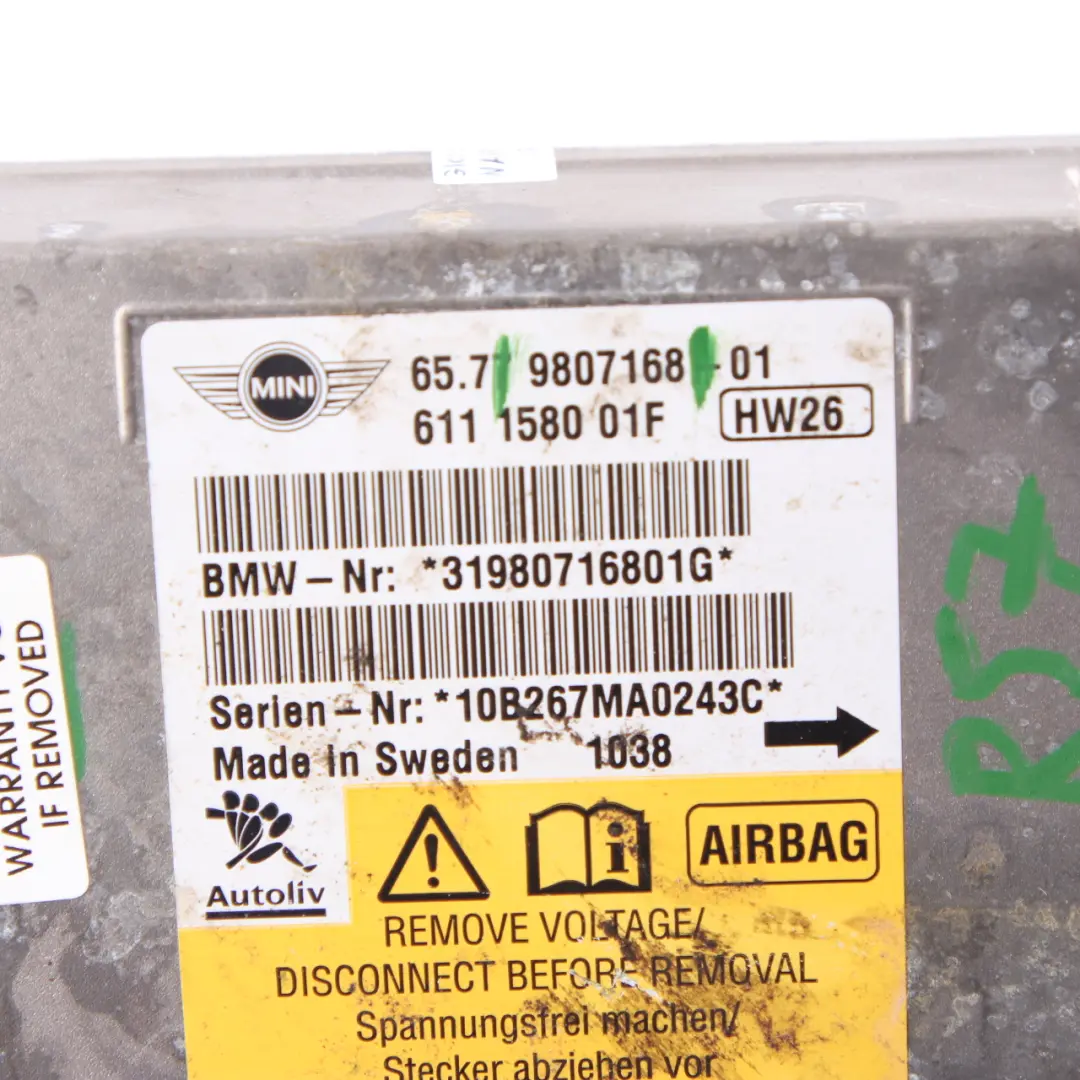 MINI
65.77 9807168-01
611 1580 01F HW26
BMW-Nr: *31980716801G*
Serien-Nr: *10B267MA0243C*
Made in Sweden 1038
Autoliv
AIRBAG
REMOVE VOLTAGE/
DISCONNECT BEFORE REMOVAL
Spannungsfrei machen/
Stecker abziehen vor
IF REMOVED
R57